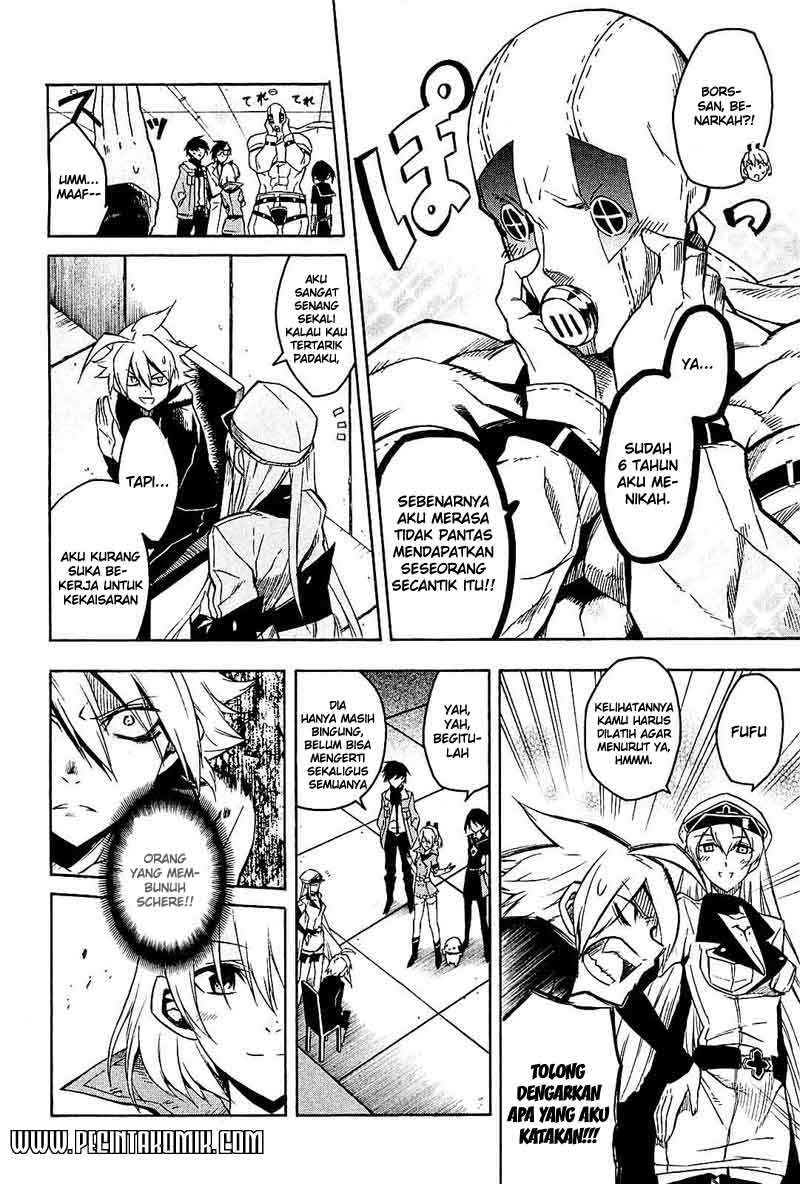 BORS-
SAN, BE-
NARKAH?!
ぽ
っ
YA...
SUDAH
6 TAHUN
AKU ME-
NIKAH.
SEBENARNYA
AKU MERASA
TIDAK PANTAS
MENDAPATKAN
SESEORANG
SECANTIK ITU!!
スッ
てれ てれ
UMM...
MAAF--
AKU
SANGAT
SENANG
SEKALI
KALAU KAU
TERTARIK
PADAKU,
TAPI...
AKU KURANG
SUKA BE-
KERJA UNTUK
KEKAISARAN
FUFU
KELIHATANNYA
KAMU HARUS
DILATIH AGAR
MENURUT YA,
HMMM.
TOLONG
DENGARKAN
APA YANG AKU
KATAKAN!!!
YAH,
YAH,
BEGITU-
LAH
DIA
HANYA MASIH
BINGUNG,
BELUM BISA
MENGERTI
SEKALIGUS
SEMUANYA
ORANG
YANG MEM-
BUNUH
SCHERE!!
WWW.PECINTAKOMIK.COM